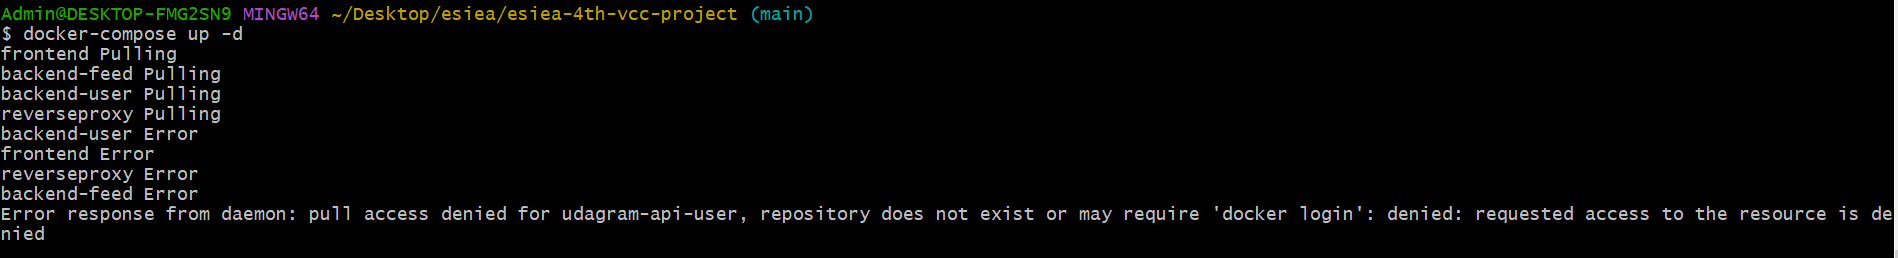 Admin@DESKTOP-FMG2SN9 MINGW64 ~/Desktop/esiea/esiea-4th-vcc-project (main)
$ docker-compose up -d
frontend Pulling
backend-feed Pulling
backend-user Pulling
reverseproxy Pulling
backend-user Error
frontend Error
reverseproxy Error
backend-feed Error
Error response from daemon: pull access denied for udagram-api-user, repository does not exist or may require 'docker login': denied: requested access to the resource is de
nied